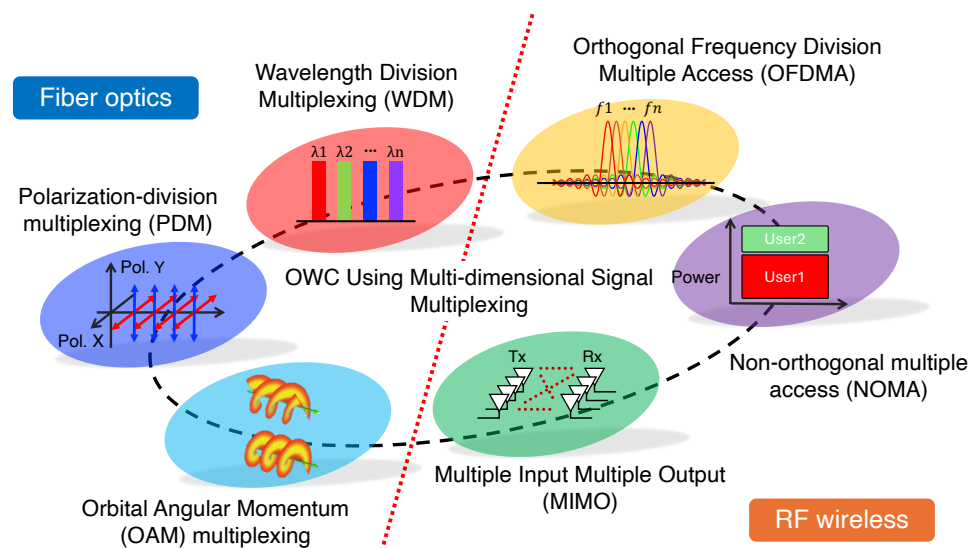 Fiber optics
Wavelength Division
Multiplexing (WDM)
λ1 λ2 ··· λn
Orthogonal Frequency Division
Multiple Access (OFDMA)
f1 ··· fn
Polarization-division
multiplexing (PDM)
Pol. Y
Pol. X
OWC Using Multi-dimensional Signal
Multiplexing
Power
User2
User1
Non-orthogonal multiple
access (NOMA)
Tx Rx
Multiple Input Multiple Output
(MIMO)
Orbital Angular Momentum
(OAM) multiplexing
RF wireless